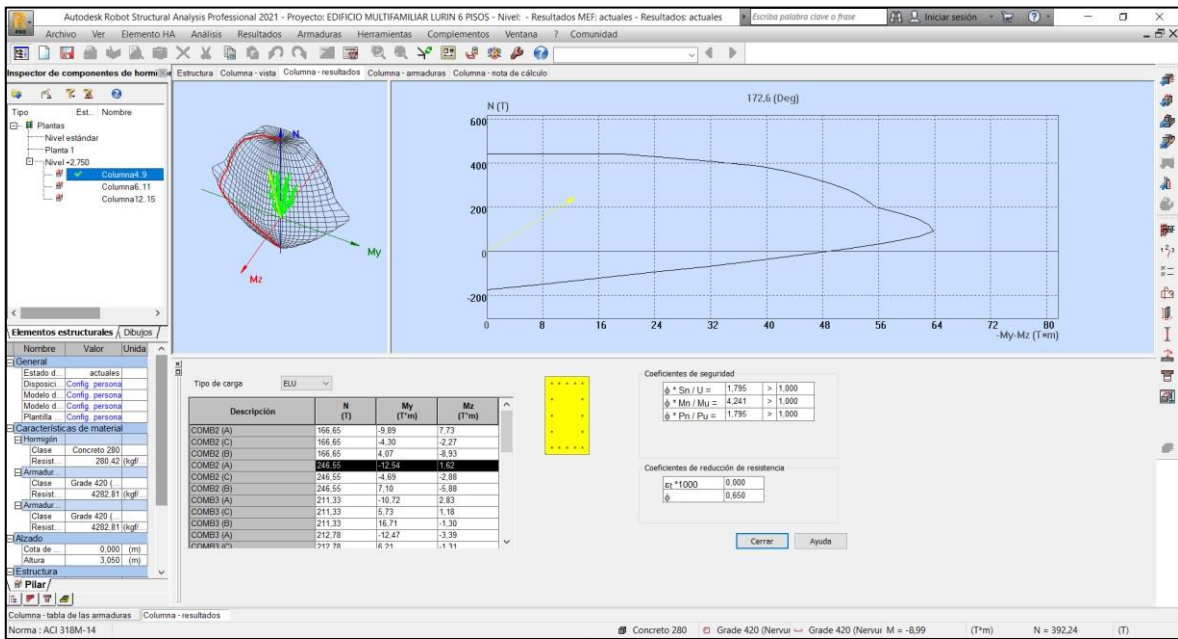 Autodesk Robot Structural Analysis Professional 2021 - Proyecto: EDIFICIO MULTIFAMILIAR LURIN 6 PISOS - Nivel: - Resultados MEF: actuales - Resultados: actuales
Escriba palabra clave o frase
Iniciar sesión
PRO
Archivo Ver Elemento HA Análisis Resultados Armaduras Herramientas Complementos Ventana ? Comunidad
Inspector de componentes de hormi
Estructura Columna - vista Columna - resultados Columna - armaduras Columna - nota de cálculo
Tipo Est.. Nombre
Plantas
Nivel estándar
Planta 1
Nivel +2,750
Columna4..9
Columna6..11
Columna12..15
Elementos estructurales Dibujos
N
My
Mz
N (T)
172,6 (Deg)
600
400
200
0
-200
0 8 16 24 32 40 48 56 64 72 80
-My-Mz (T*m)
Nombre Valor Unida
General
Estado d... actuales
Disposici... Config. persona
Modelo d... Config. persona
Modelo d... Config. persona
Plantilla ... Config. persona
Características de material
Hormigón
Clase Concreto 280
Resist... 280,42 (kgf/...
Armadur...
Clase Grade 420 (
Resist... 4282,81 (kgf/...
Armadur...
Clase Grade 420 (
Resist... 4282,81 (kgf/...
Alzado
Cota de ... 0,000 (m)
Altura 3,050 (m)
Estructura
Pilar
Tipo de carga ELU
Descripción N (T) My (T*m) Mz (T*m)
COMB2 (A) 166,65 -9,89 7,73
COMB2 (C) 166,65 -4,30 -2,27
COMB2 (B) 166,65 4,07 -8,93
COMB2 (A) 246,55 -12,54 1,62
COMB2 (C) 246,55 -4,69 -2,88
COMB2 (B) 246,55 7,10 -5,88
COMB3 (A) 211,33 -10,72 2,83
COMB3 (C) 211,33 5,73 1,18
COMB3 (B) 211,33 16,71 -1,30
COMB3 (A) 212,78 -12,47 -3,39
COMB3 (C) 212,78 6,21 -1,31
Coeficientes de seguridad
ϕ * Sn / U = 1,795 > 1,000
ϕ * Mn / Mu = 4,241 > 1,000
ϕ * Pn / Pu = 1,795 > 1,000
Coeficientes de reducción de resistencia
εt *1000 0,000
ϕ 0,650
Cerrar Ayuda
Columna - tabla de las armaduras Columna - resultados
Norma : ACI 318M-14
Concreto 280 Grade 420 (Nervur Grade 420 (Nervur M = -8,99 (T*m) N = 392,24 (T)